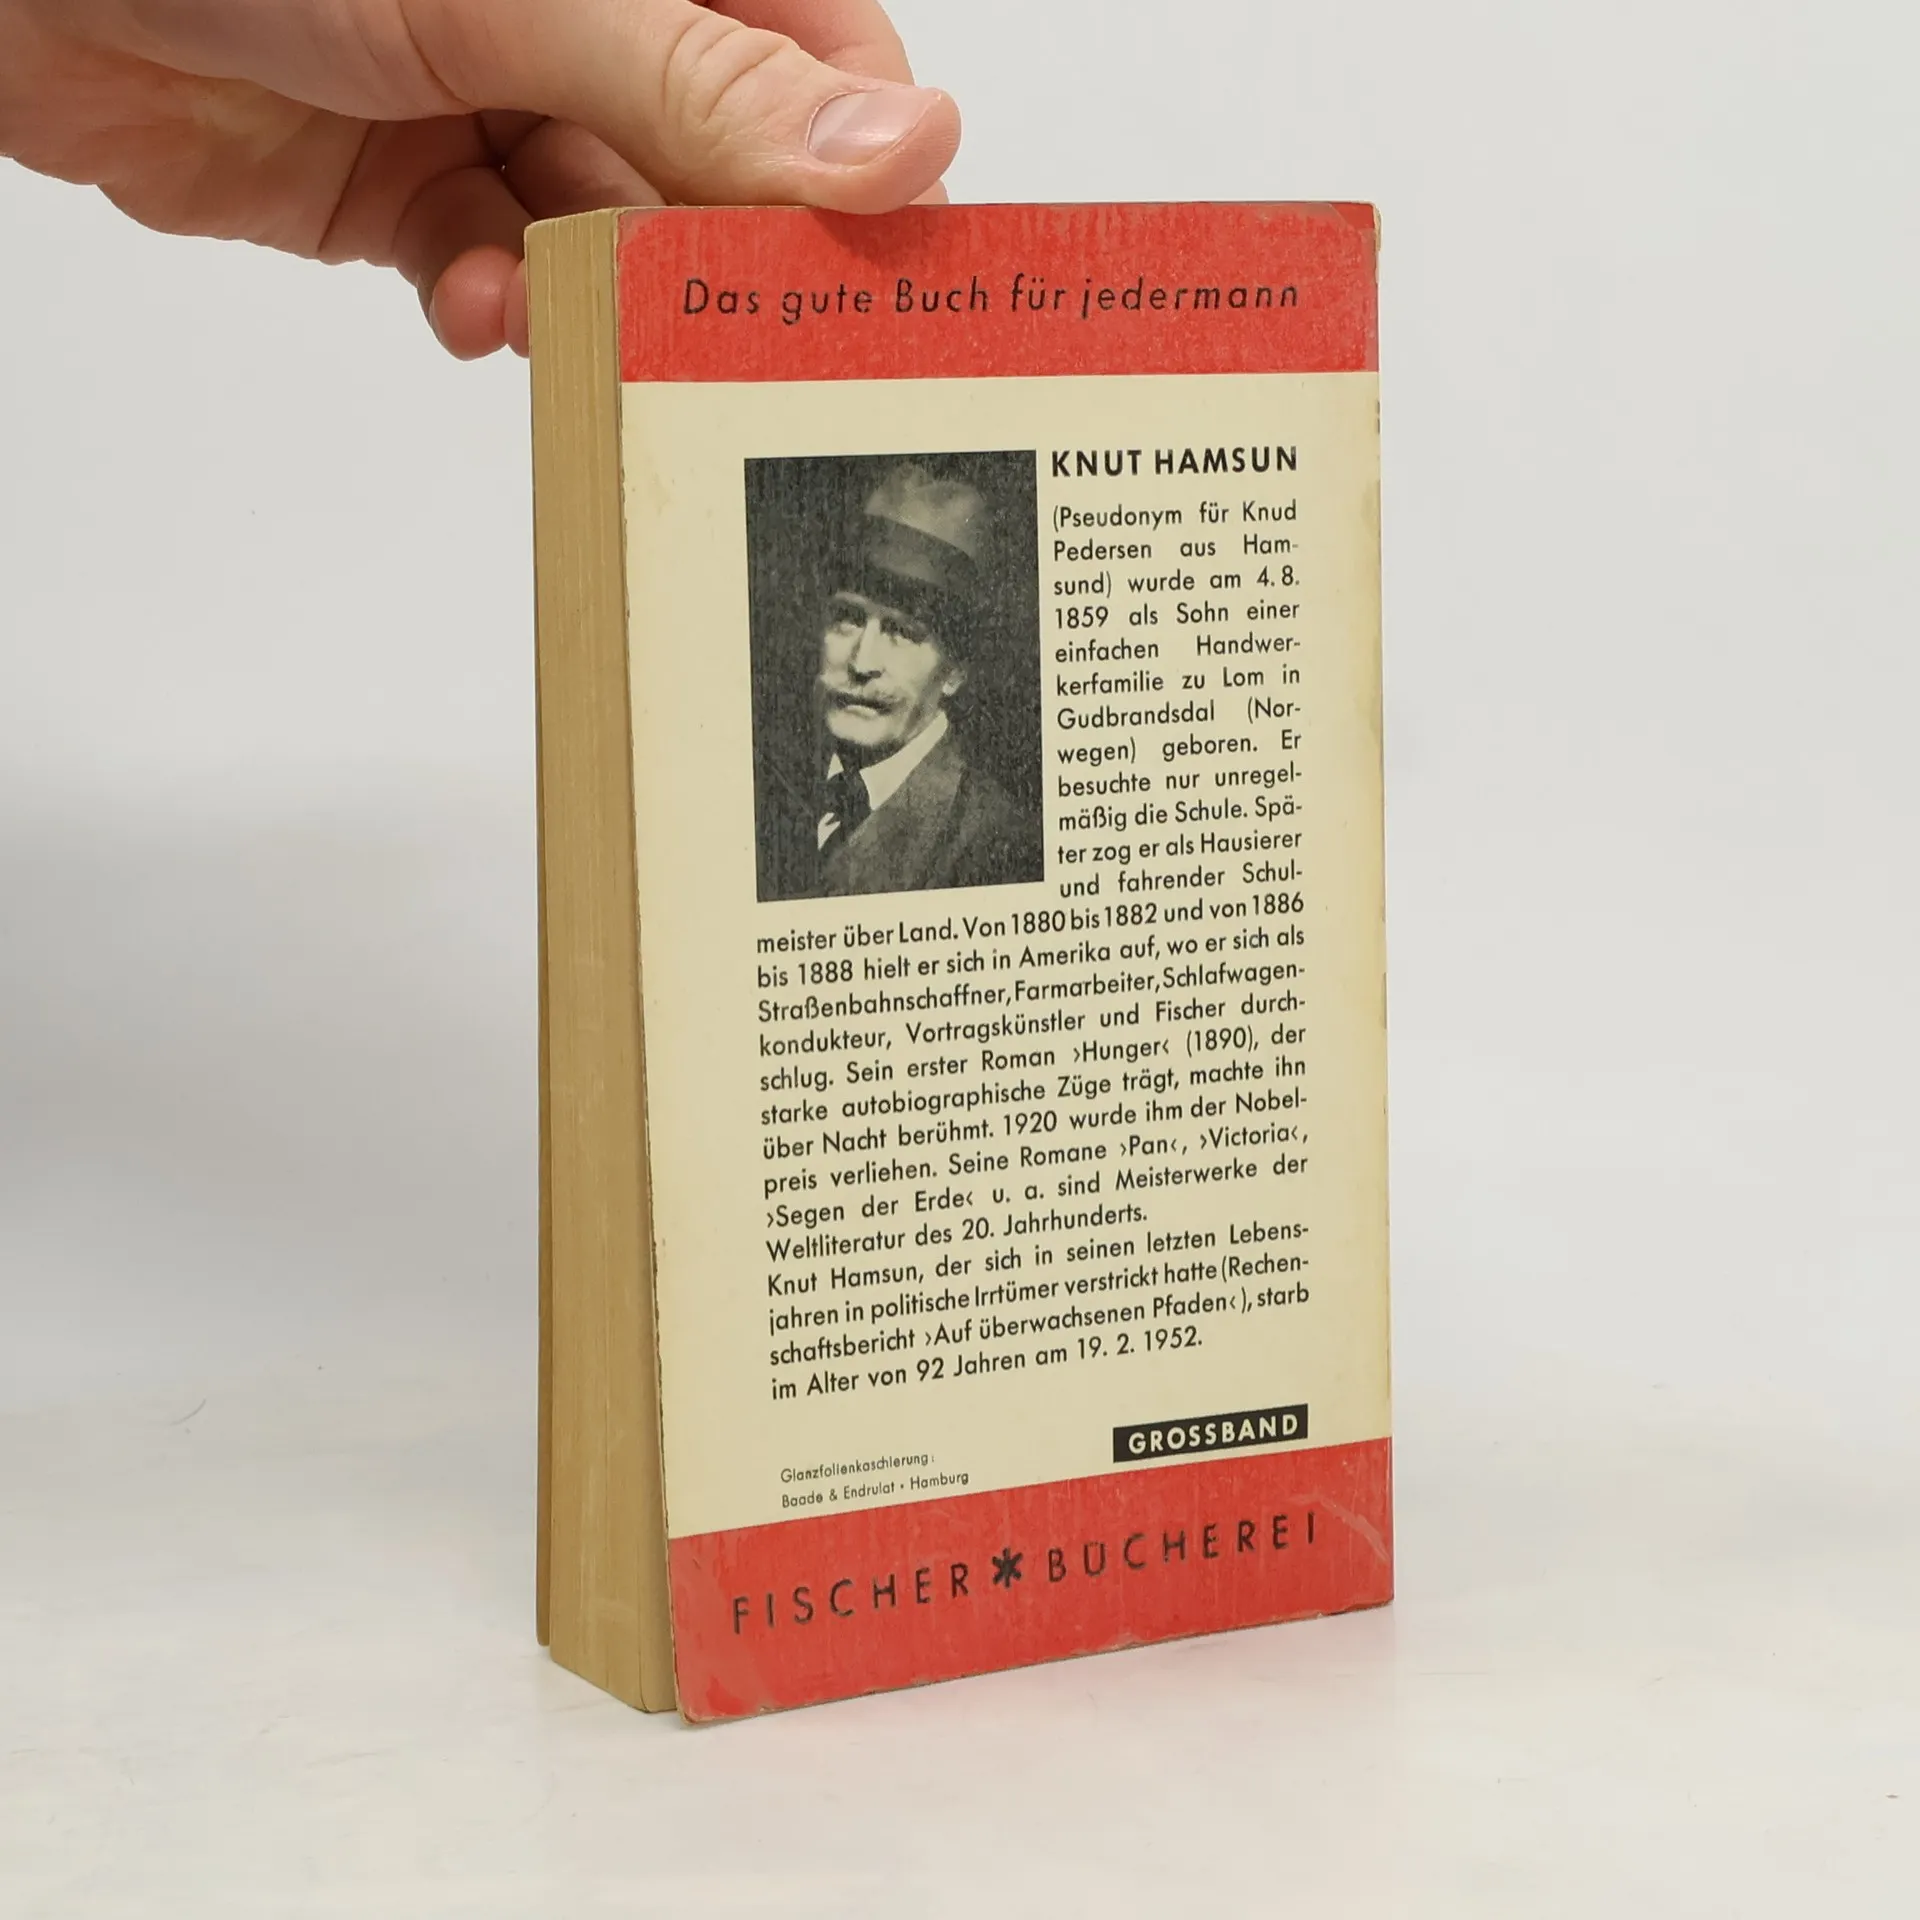 Das gute Buch für jedermann
KNUT HAMSUN
(Pseudonym für Knud
Pedersen aus Ham-
sund) wurde am 4. 8.
1859 als Sohn einer
einfachen Handwer-
kerfamilie zu Lom in
Gudbrandsdal (Nor-
wegen) geboren. Er
besuchte nur unregel-
mäßig die Schule. Spä-
ter zog er als Hausierer
und fahrender Schul-
meister über Land. Von 1880 bis 1882 und von 1886
bis 1888 hielt er sich in Amerika auf, wo er sich als
Straßenbahnschaffner, Farmarbeiter, Schlafwagen-
kondukteur, Vortragskünstler und Fischer durch-
schlug. Sein erster Roman ›Hunger‹ (1890), der
starke autobiographische Züge trägt, machte ihn
über Nacht berühmt. 1920 wurde ihm der Nobel-
preis verliehen. Seine Romane ›Pan‹, ›Victoria‹,
›Segen der Erde‹ u. a. sind Meisterwerke der
Weltliteratur des 20. Jahrhunderts.
Knut Hamsun, der sich in seinen letzten Lebens-
jahren in politische Irrtümer verstrickt hatte (Rechen-
schaftsbericht ›Auf überwachsenen Pfaden‹), starb
im Alter von 92 Jahren am 19. 2. 1952.
GROSSBAND
Glanzfolienkaschierung:
Baade & Endrulat • Hamburg
FISCHER * BÜCHEREI